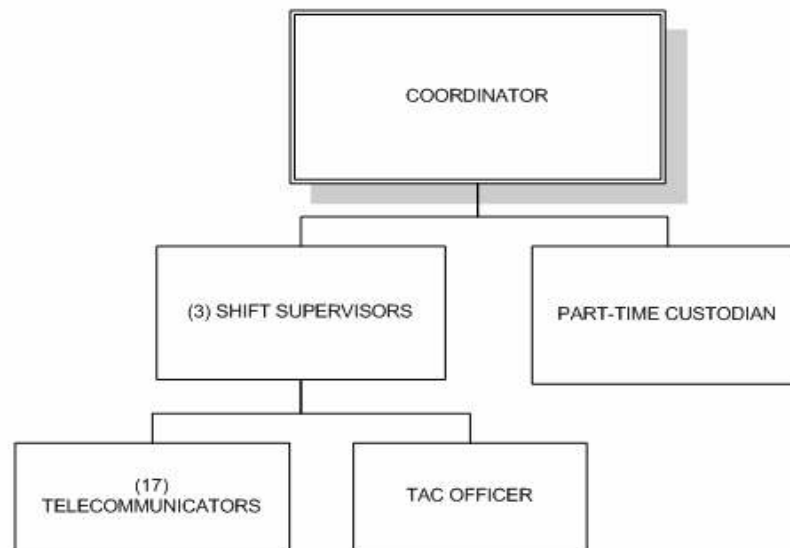 COORDINATOR
(3) SHIFT SUPERVISORS
PART-TIME CUSTODIAN
(17)
TELECOMMUNICATORS
TAC OFFICER